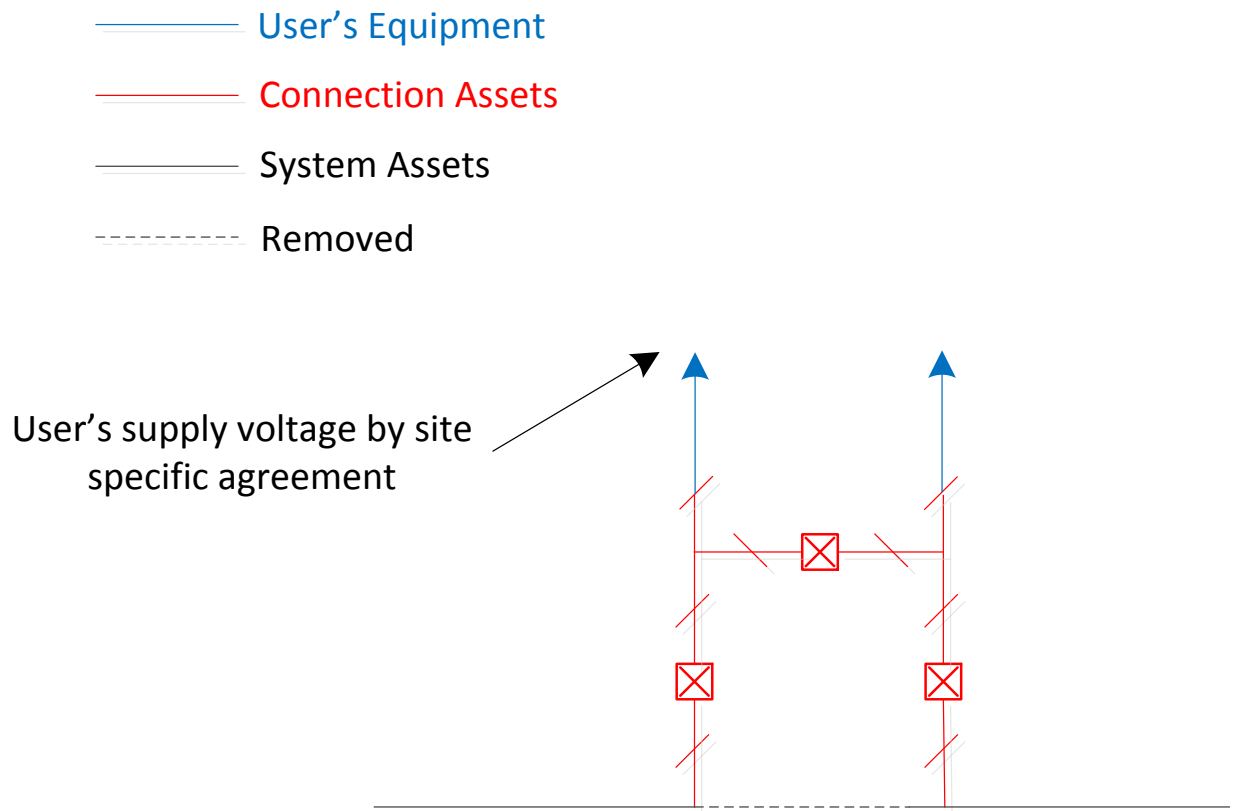 User’s Equipment
Connection Assets
System Assets
Removed
User’s supply voltage by site
specific agreement